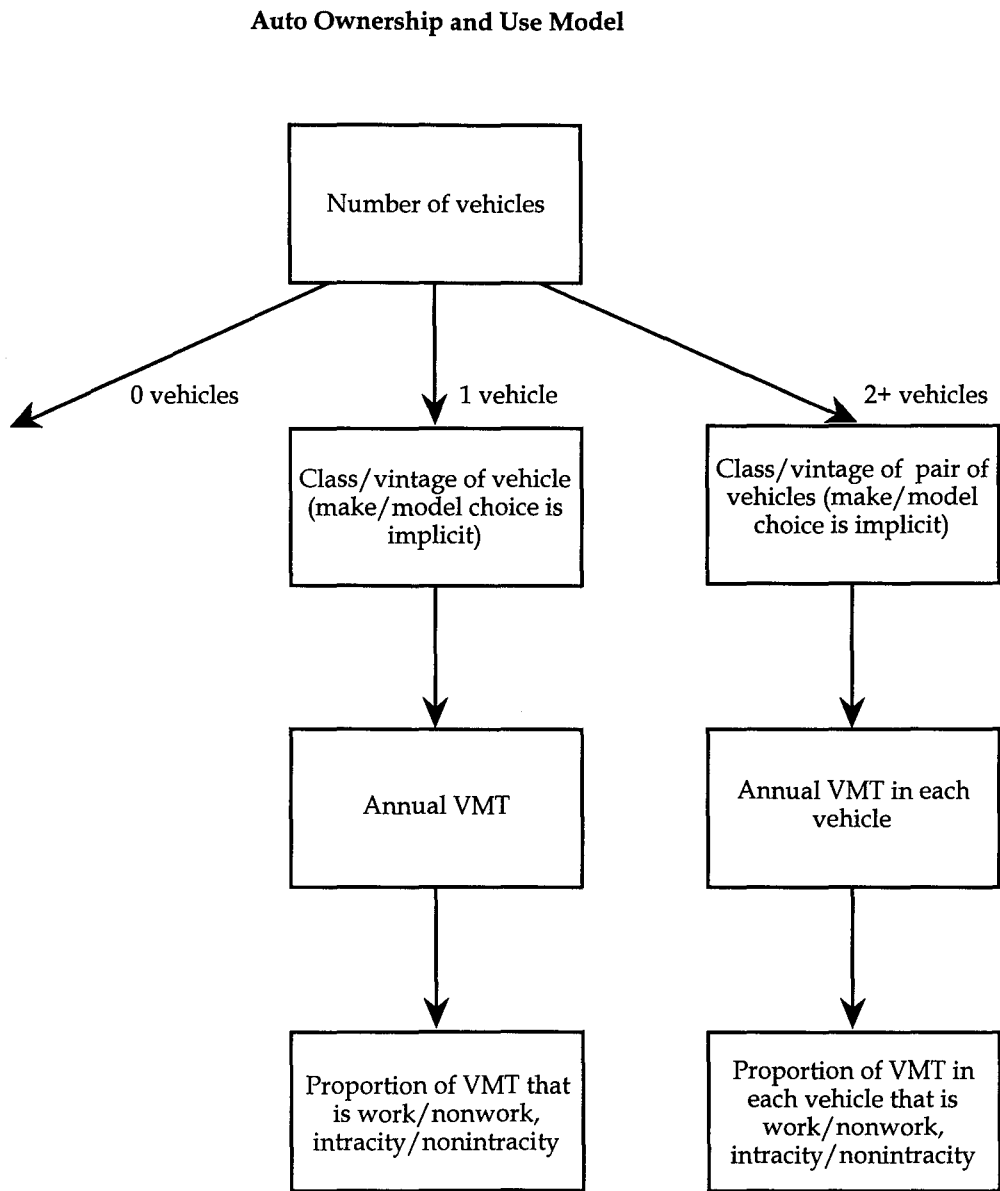 Auto Ownership and Use Model
Number of vehicles
0 vehicles
1 vehicle
2+ vehicles
Class/vintage of vehicle
(make/model choice is
implicit)
Class/vintage of pair of
vehicles (make/model
choice is implicit)
Annual VMT
Annual VMT in each
vehicle
Proportion of VMT that
is work/nonwork,
intracity/nonintracity
Proportion of VMT in
each vehicle that is
work/nonwork,
intracity/nonintracity